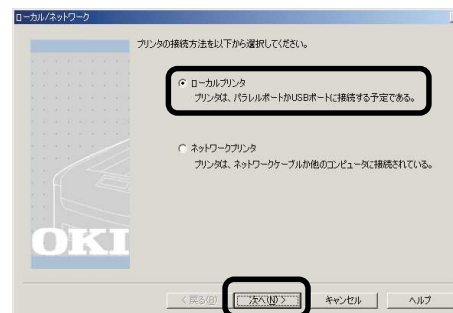 ローカル/ネットワーク
プリンタの接続方法を以下から選択してください。
ローカルプリンタ
プリンタは、パラレルポートかUSBポートに接続する予定である。
ネットワークプリンタ
プリンタは、ネットワークケーブルか他のコンピュータに接続されている。
OKI
< 戻る(B) 次へ(N) > キャンセル ヘルプ